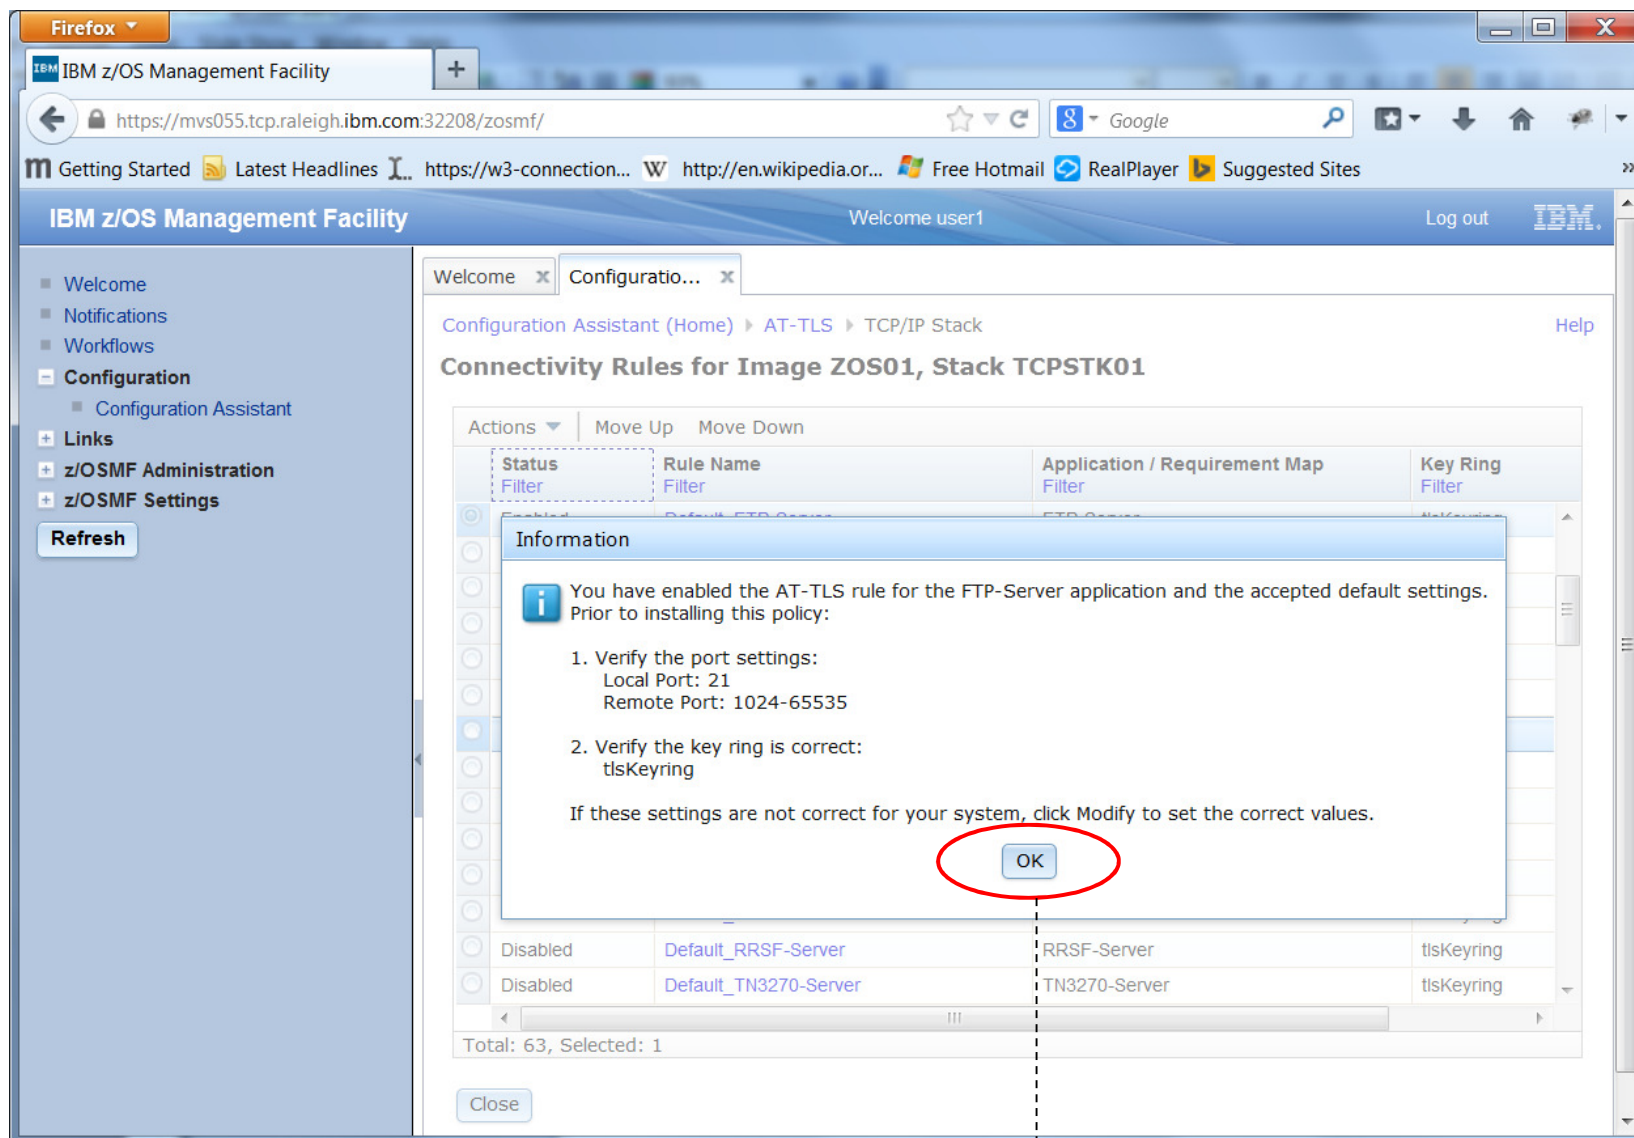 Firefox
IBM IBM z/OS Management Facility
https://mvs055.tcp.raleigh.ibm.com:32208/zosmf/
8 Google
Getting Started Latest Headlines https://w3-connection... W http://en.wikipedia.or... Free Hotmail RealPlayer Suggested Sites »
IBM z/OS Management Facility Welcome user1 Log out IBM.
Welcome
Notifications
Workflows
Configuration
Configuration Assistant
Links
z/OSMF Administration
z/OSMF Settings
Refresh
Welcome x Configuratio... x
Configuration Assistant (Home) AT-TLS TCP/IP Stack Help
Connectivity Rules for Image ZOS01, Stack TCPSTK01
Actions Move Up Move Down
Status Rule Name Application / Requirement Map Key Ring
Filter Filter Filter Filter
Enabled Default_FTP-Server FTP-Server tlsKeyring
Information
You have enabled the AT-TLS rule for the FTP-Server application and the accepted default settings.
Prior to installing this policy:
1. Verify the port settings:
Local Port: 21
Remote Port: 1024-65535
2. Verify the key ring is correct:
tlsKeyring
If these settings are not correct for your system, click Modify to set the correct values.
OK
Disabled Default_RRSF-Server RRSF-Server tlsKeyring
Disabled Default_TN3270-Server TN3270-Server tlsKeyring
Total: 63, Selected: 1
Close